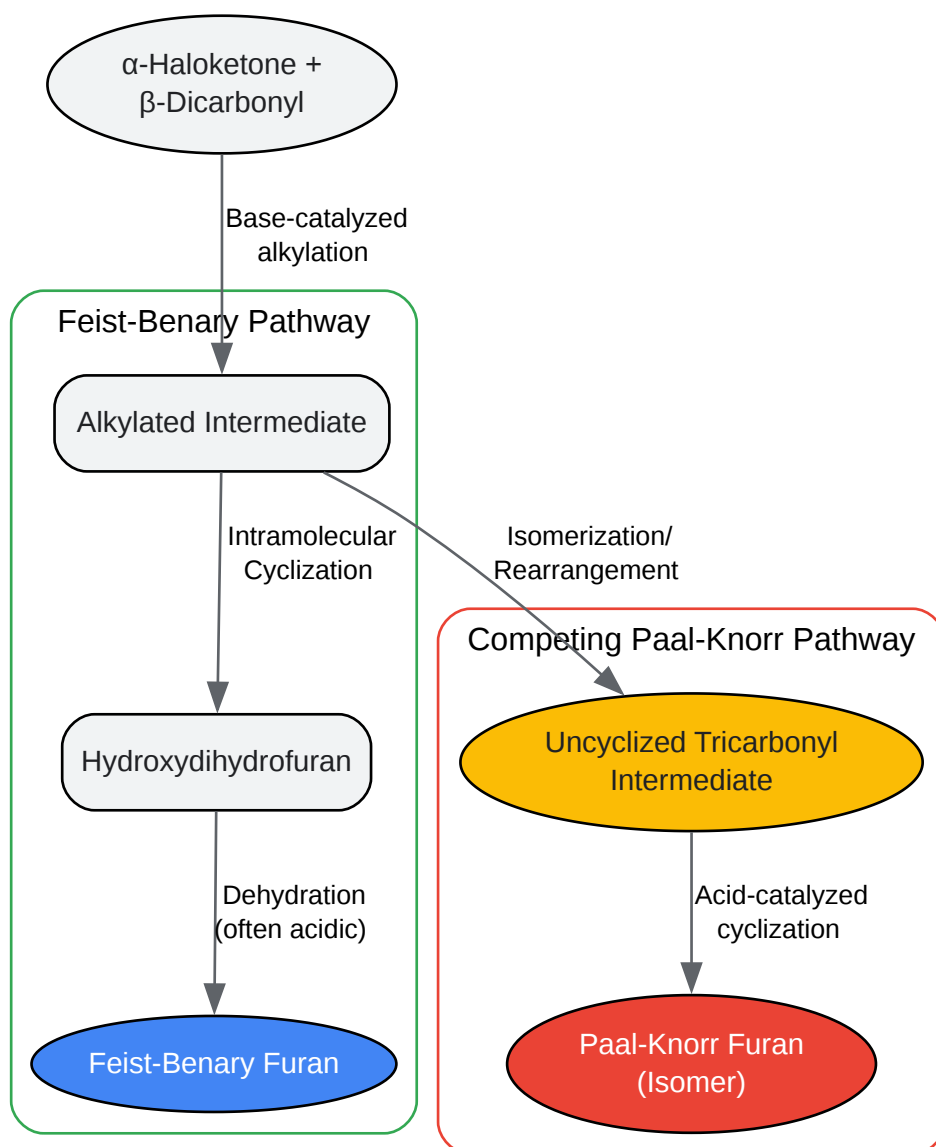 α-Haloketone +
β-Dicarbonyl
Base-catalyzed
alkylation
Feist-Benary Pathway
Alkylated Intermediate
Intramolecular
Cyclization
Isomerization/
Rearrangement
Competing Paal-Knorr Pathway
Hydroxydihydrofuran
Uncyclized Tricarbonyl
Intermediate
Dehydration
(often acidic)
Acid-catalyzed
cyclization
Feist-Benary Furan
Paal-Knorr Furan
(Isomer)